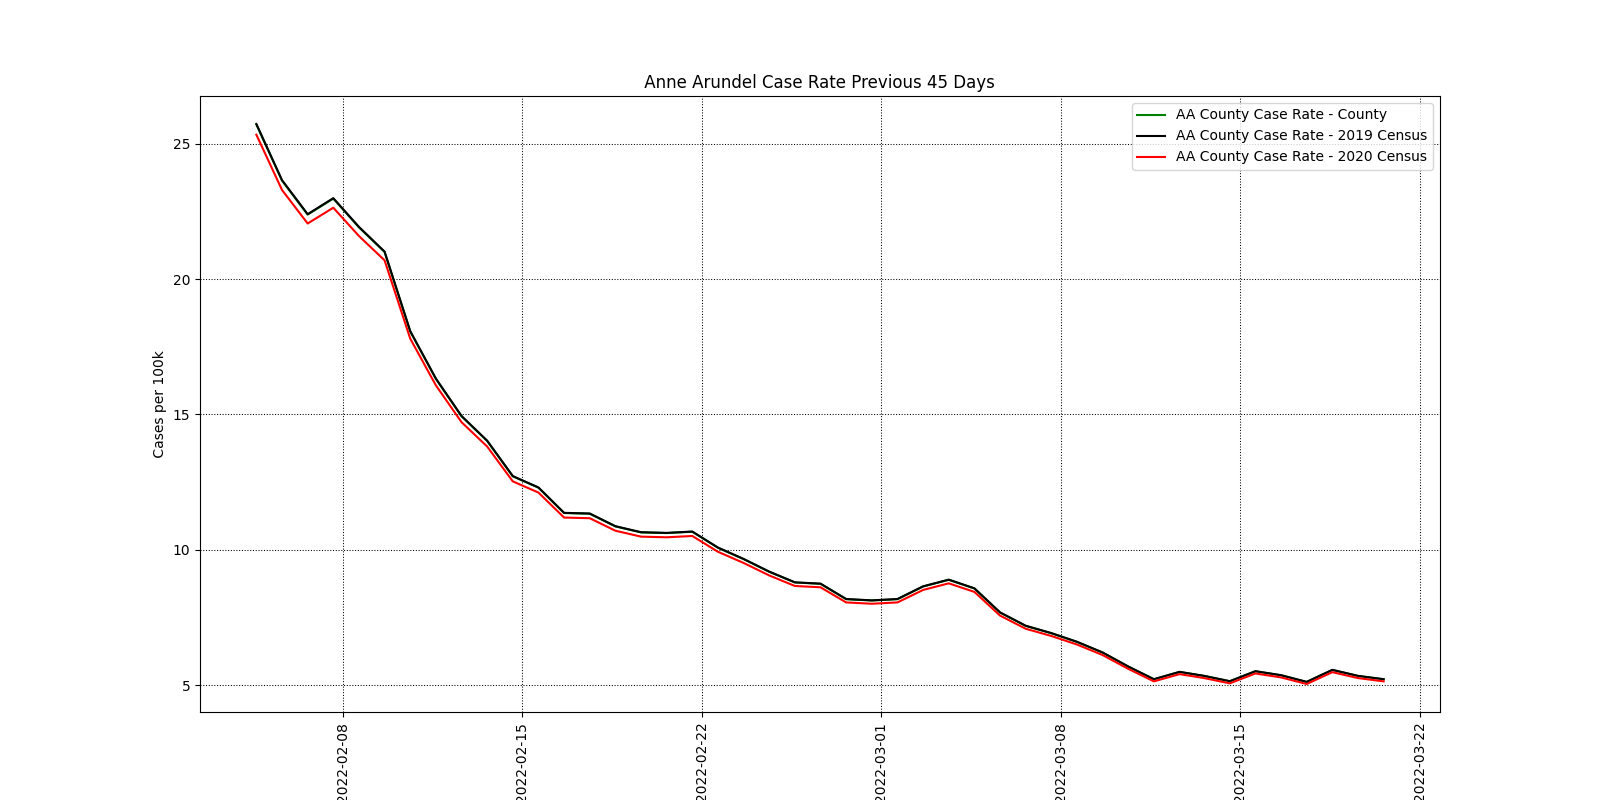 Anne Arundel Case Rate Previous 45 Days
AA County Case Rate - County
AA County Case Rate - 2019 Census
AA County Case Rate - 2020 Census
Cases per 100k
25
20
15
10
5
2022-02-08
2022-02-15
2022-02-22
2022-03-01
2022-03-08
2022-03-15
2022-03-22